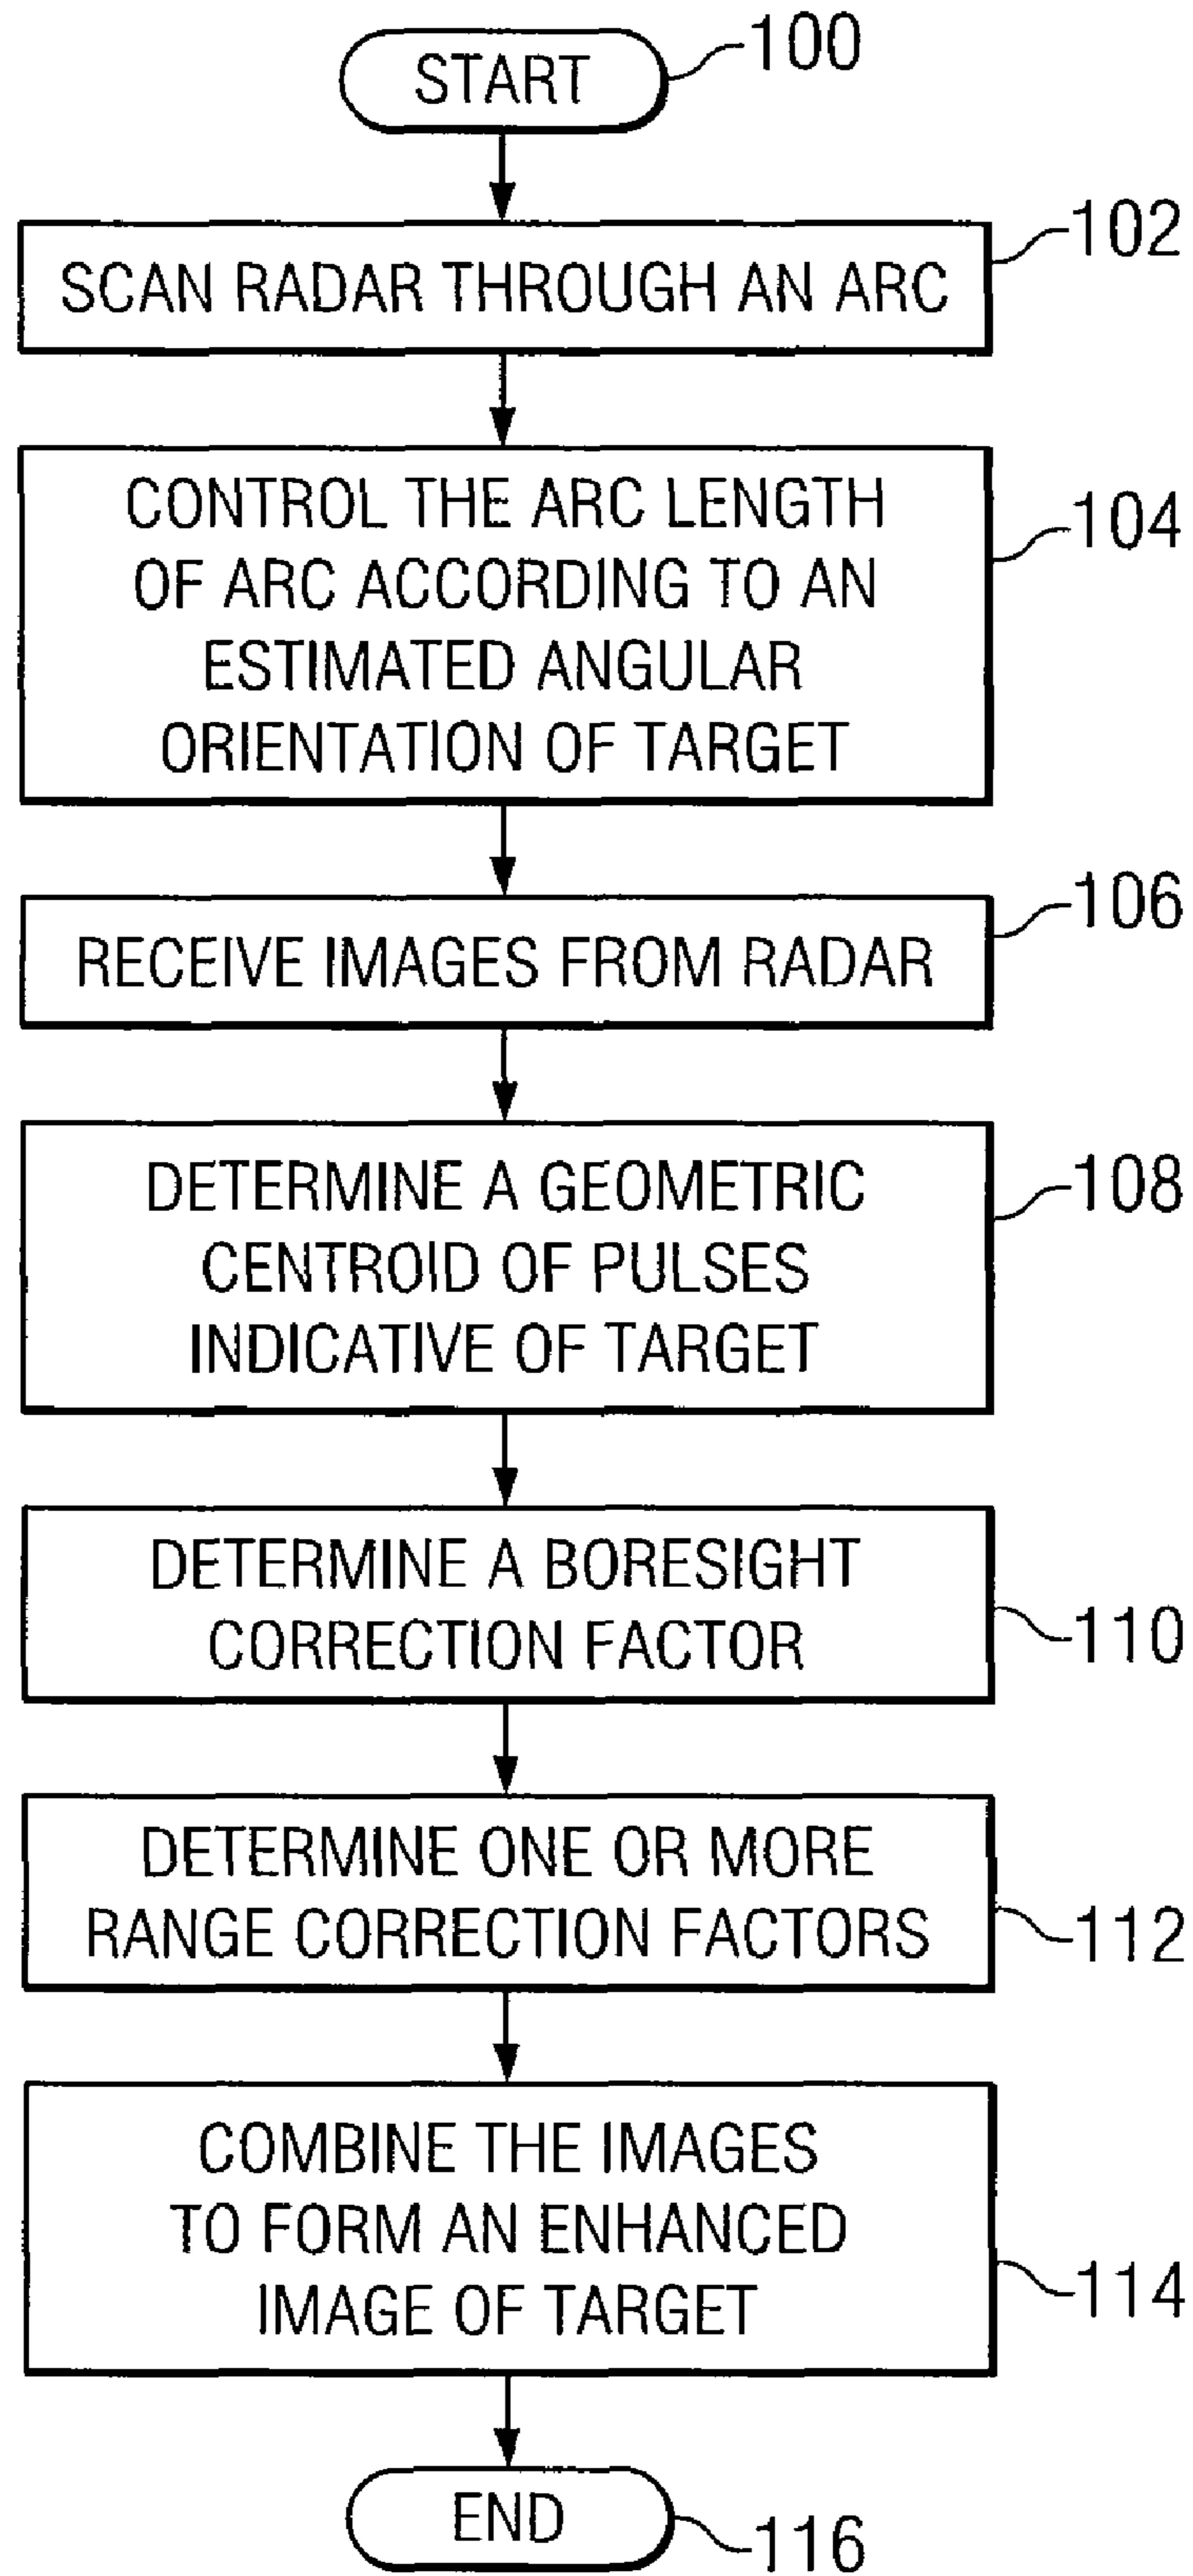 START
100
SCAN RADAR THROUGH AN ARC
102
CONTROL THE ARC LENGTH
OF ARC ACCORDING TO AN
ESTIMATED ANGULAR
ORIENTATION OF TARGET
104
RECEIVE IMAGES FROM RADAR
106
DETERMINE A GEOMETRIC
CENTROID OF PULSES
INDICATIVE OF TARGET
108
DETERMINE A BORESIGHT
CORRECTION FACTOR
110
DETERMINE ONE OR MORE
RANGE CORRECTION FACTORS
112
COMBINE THE IMAGES
TO FORM AN ENHANCED
IMAGE OF TARGET
114
END
116